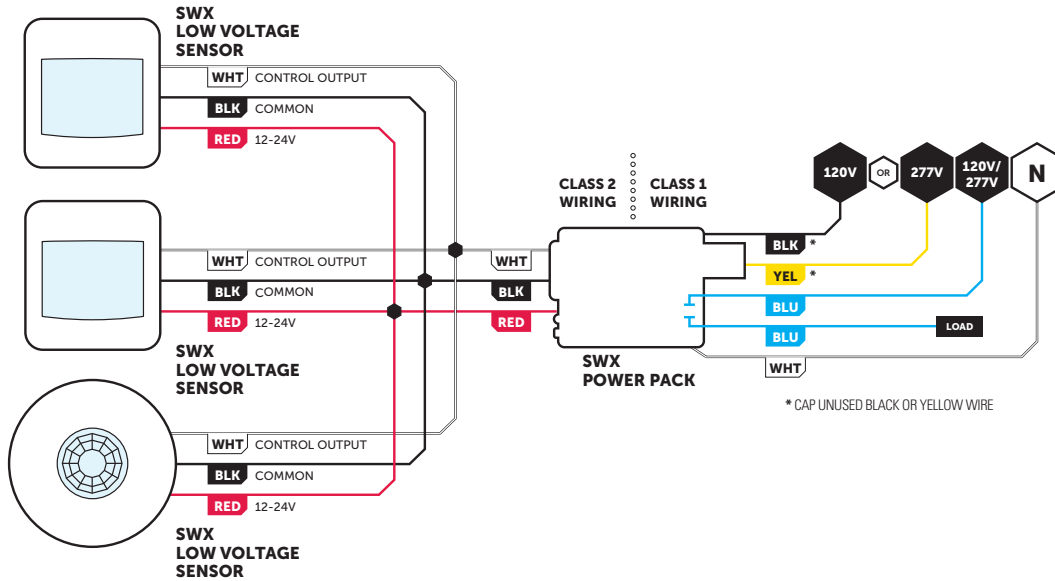 SWX
LOW VOLTAGE
SENSOR
WHT CONTROL OUTPUT
BLK COMMON
RED 12-24V
WHT CONTROL OUTPUT
BLK COMMON
RED 12-24V
SWX
LOW VOLTAGE
SENSOR
WHT CONTROL OUTPUT
BLK COMMON
RED 12-24V
SWX
LOW VOLTAGE
SENSOR
WHT
BLK
RED
CLASS 2
WIRING
CLASS 1
WIRING
SWX
POWER PACK
120V OR 277V
120V/
277V
N
BLK *
YEL *
BLU
BLU
LOAD
WHT
* CAP UNUSED BLACK OR YELLOW WIRE